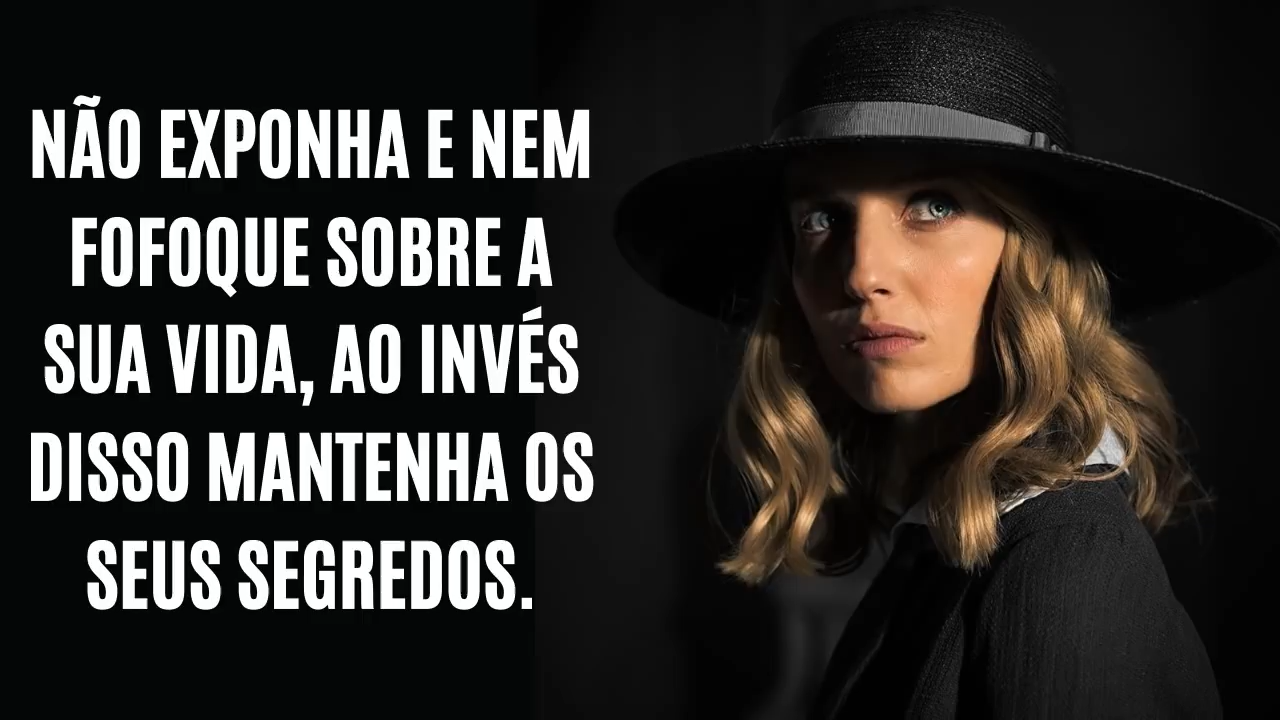 NÃO EXPONHA E NEM
FOFOQUE SOBRE A
SUA VIDA, AO INVÉS
DISSO MANTENHA OS
SEUS SEGREDOS.